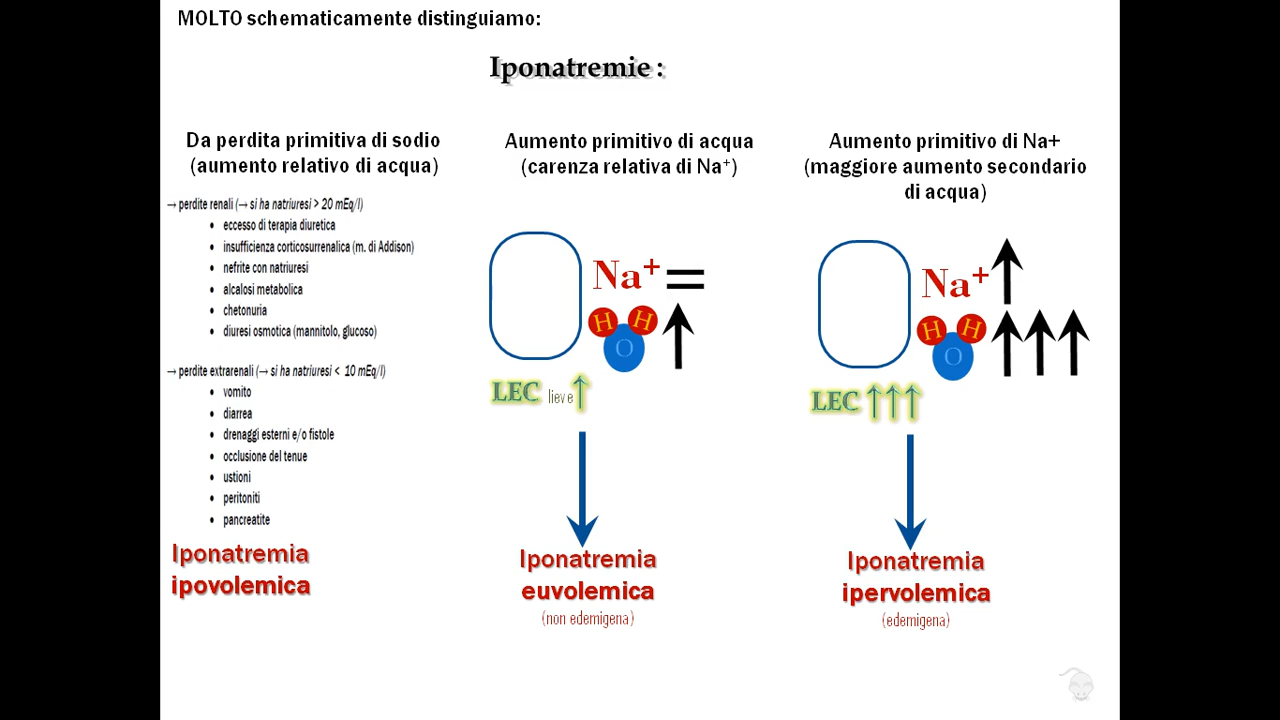 MOLTO schematicamente distinguiamo:
Iponatremie :
Da perdita primitiva di sodio
(aumento relativo di acqua)
→ perdite renali (→ si ha natriuresi > 20 mEq/l)
• eccesso di terapia diuretica
• insufficienza corticosurrenalica (m. di Addison)
• nefrite con natriuresi
• alcalosi metabolica
• chetonuria
• diuresi osmotica (mannitolo, glucoso)
→ perdite extrarenali (→ si ha natriuresi < 10 mEq/l)
• vomito
• diarrea
• drenaggi esterni e/o fistole
• occlusione del tenue
• ustioni
• peritoniti
• pancreatite
Iponatremia
ipovolemica
Aumento primitivo di acqua
(carenza relativa di Na⁺)
Na⁺ =
H H ↑
O
LEC lieve ↑
Iponatremia
euvolemica
(non edemigena)
Aumento primitivo di Na+
(maggiore aumento secondario
di acqua)
Na⁺ ↑
H H ↑↑↑
O
LEC ↑↑↑
Iponatremia
ipervolemica
(edemigena)